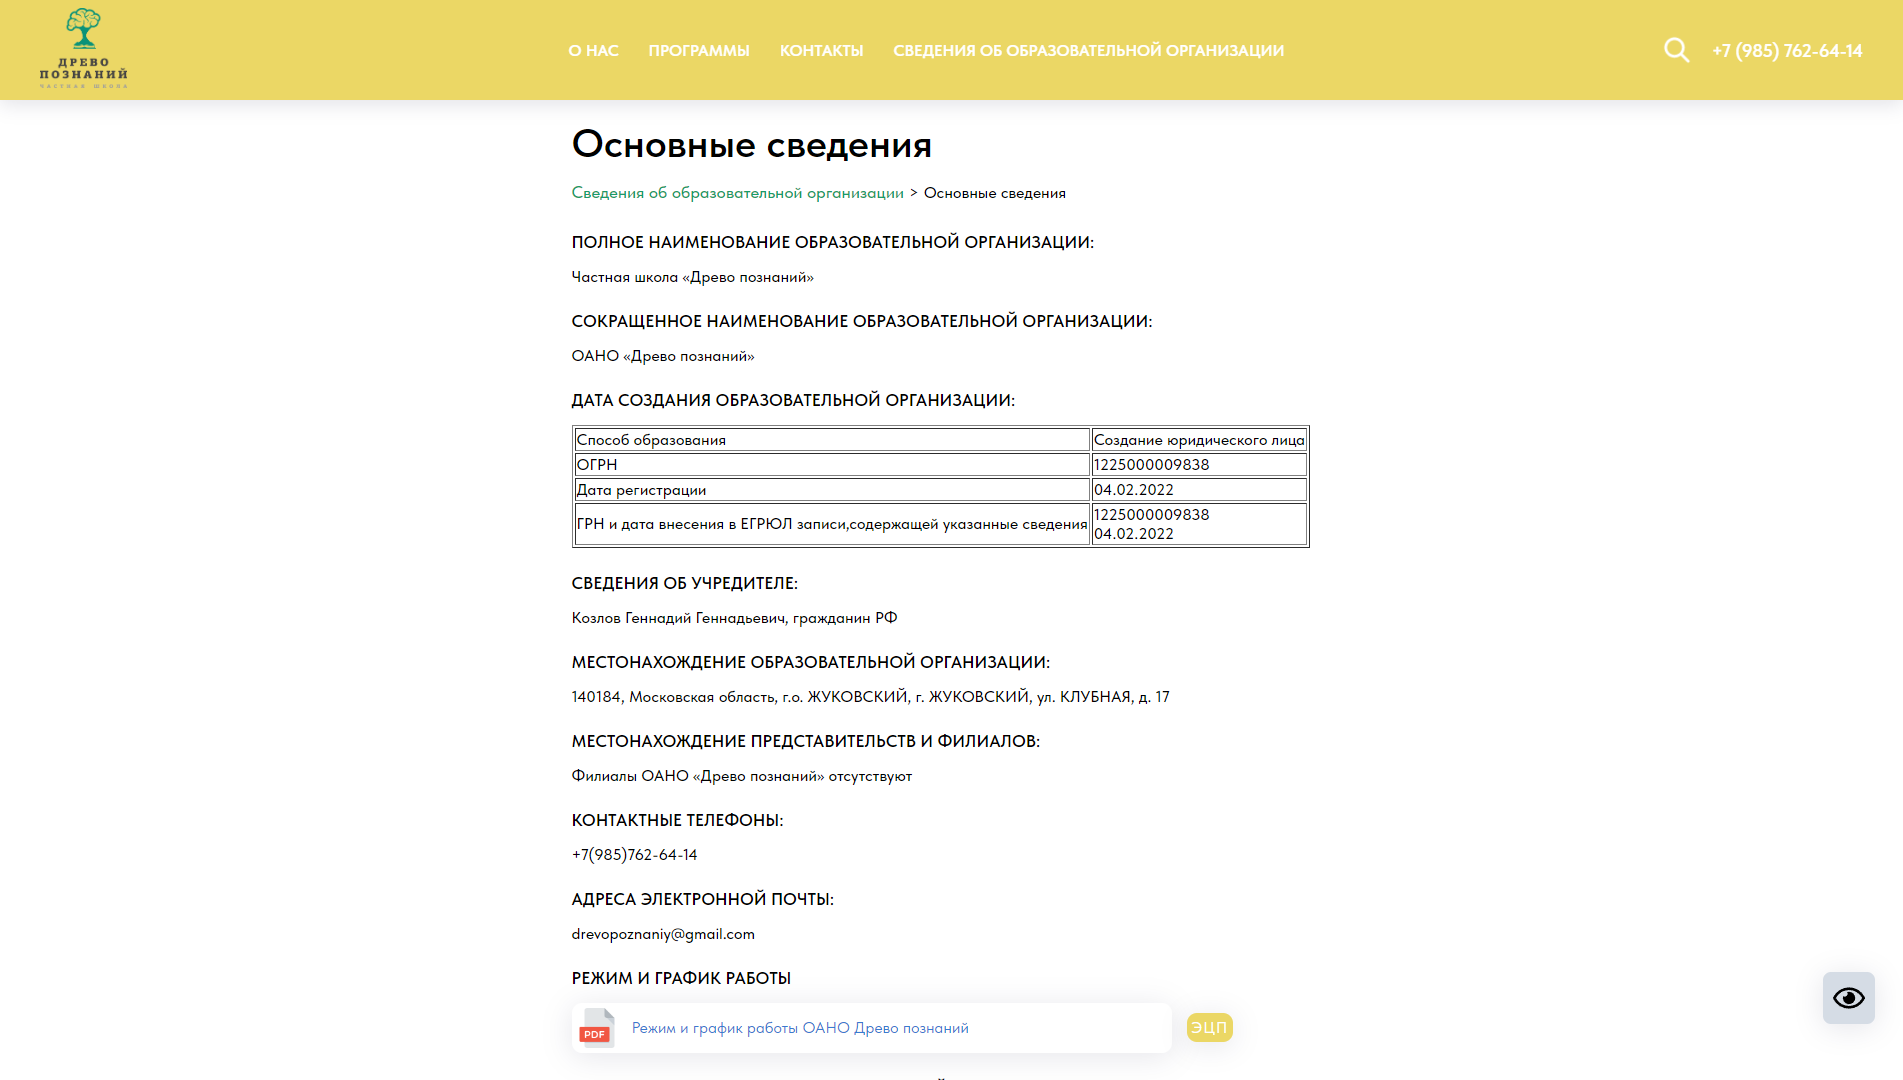 ДРЕВО
ПОЗНАНИЙ
ЧАСТНАЯ ШКОЛА
О НАС ПРОГРАММЫ КОНТАКТЫ СВЕДЕНИЯ ОБ ОБРАЗОВАТЕЛЬНОЙ ОРГАНИЗАЦИИ
+7 (985) 762-64-14
Основные сведения
Сведения об образовательной организации > Основные сведения
ПОЛНОЕ НАИМЕНОВАНИЕ ОБРАЗОВАТЕЛЬНОЙ ОРГАНИЗАЦИИ:
Частная школа «Древо познаний»
СОКРАЩЕННОЕ НАИМЕНОВАНИЕ ОБРАЗОВАТЕЛЬНОЙ ОРГАНИЗАЦИИ:
ОАНО «Древо познаний»
ДАТА СОЗДАНИЯ ОБРАЗОВАТЕЛЬНОЙ ОРГАНИЗАЦИИ:
Способ образования Создание юридического лица
ОГРН 1225000009838
Дата регистрации 04.02.2022
ГРН и дата внесения в ЕГРЮЛ записи,содержащей указанные сведения 1225000009838
04.02.2022
СВЕДЕНИЯ ОБ УЧРЕДИТЕЛЕ:
Козлов Геннадий Геннадьевич, гражданин РФ
МЕСТОНАХОЖДЕНИЕ ОБРАЗОВАТЕЛЬНОЙ ОРГАНИЗАЦИИ:
140184, Московская область, г.о. ЖУКОВСКИЙ, г. ЖУКОВСКИЙ, ул. КЛУБНАЯ, д. 17
МЕСТОНАХОЖДЕНИЕ ПРЕДСТАВИТЕЛЬСТВ И ФИЛИАЛОВ:
Филиалы ОАНО «Древо познаний» отсутствуют
КОНТАКТНЫЕ ТЕЛЕФОНЫ:
+7(985)762-64-14
АДРЕСА ЭЛЕКТРОННОЙ ПОЧТЫ:
drevopoznaniy@gmail.com
РЕЖИМ И ГРАФИК РАБОТЫ
PDF Режим и график работы ОАНО Древо познаний ЭЦП